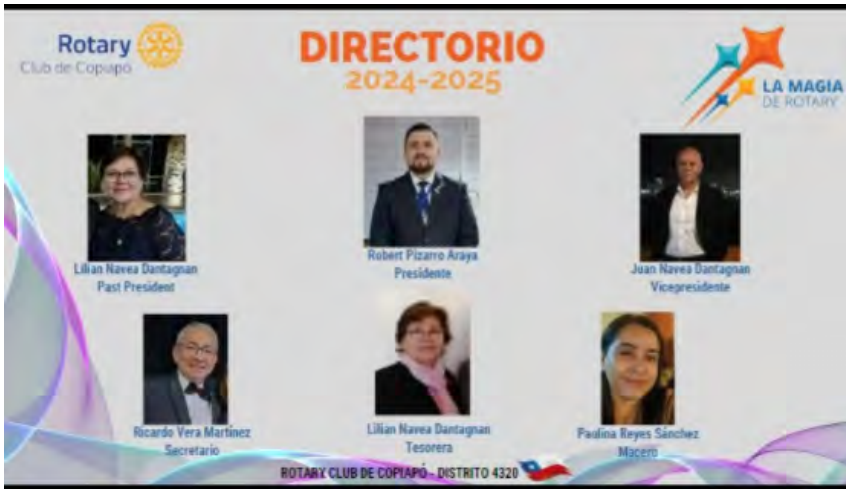 Rotary
Club de Copiapó
DIRECTORIO
2024-2025
LA MAGIA
DE ROTARY
Lilian Navea Dantagnan
Past President
Robert Pizarro Araya
Presidente
Juan Navea Dantagnan
Vicepresidente
Ricardo Vera Martinez
Secretario
Lilian Navea Dantagnan
Tesorera
Paulina Reyes Sánchez
Macero
ROTARY CLUB DE COPIAPÓ - DISTRITO 4320